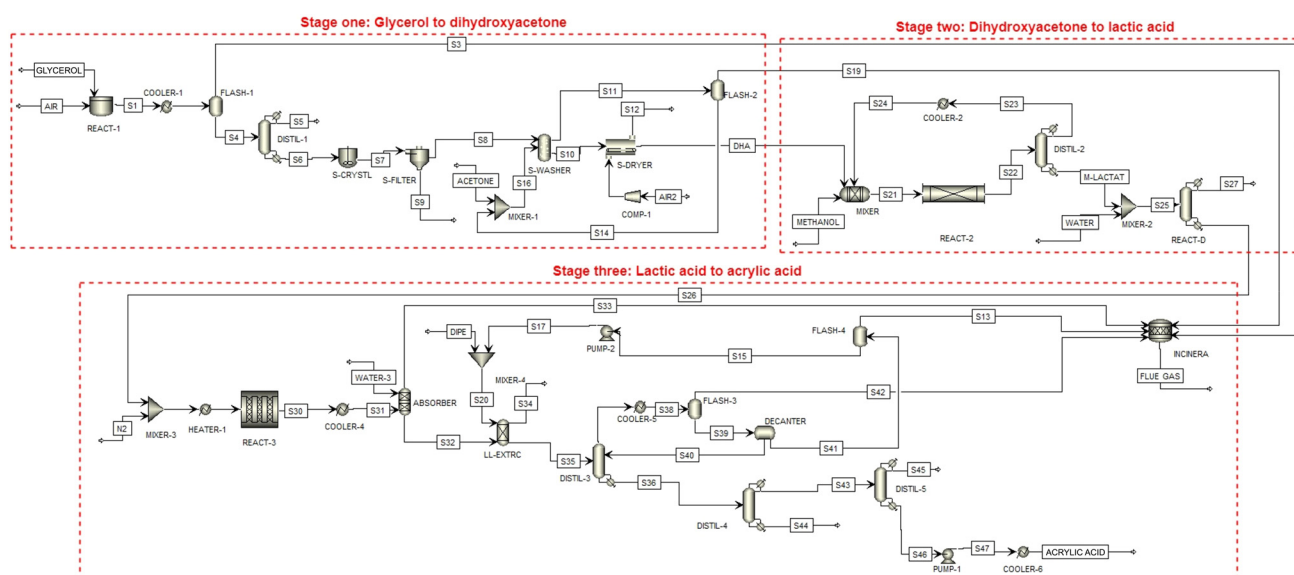 Stage one: Glycerol to dihydroxyacetone
Stage two: Dihydroxyacetone to lactic acid
S3
GLYCEROL
AIR
S1
COOLER-1
FLASH-1
REACT-1
S4
S5
DISTIL-1
S6
S-CRYSTL
S7
S-FILTER
S8
S9
ACETONE
S16
MIXER-1
S11
S-WASHER
S10
S12
S-DRYER
FLASH-2
S19
DHA
COMP-1
AIR2
S14
S24
COOLER-2
S23
DISTIL-2
MIXER
S21
REACT-2
S22
METHANOL
M-LACTAT
WATER
MIXER-2
S25
S27
REACT-D
Stage three: Lactic acid to acrylic acid
S26
S33
DIPE
S17
PUMP-2
S15
FLASH-4
S13
INCINERA
FLUE GAS
WATER-3
ABSORBER
S20
MIXER-4
S34
S42
N2
MIXER-3
HEATER-1
REACT-3
S30
COOLER-4
S31
S32
LL-EXTRC
S35
COOLER-5
S38
FLASH-3
S39
DECANTER
S40
S41
DISTIL-3
S36
DISTIL-4
S43
S44
DISTIL-5
S45
S46
PUMP-1
S47
COOLER-6
ACRYLIC ACID